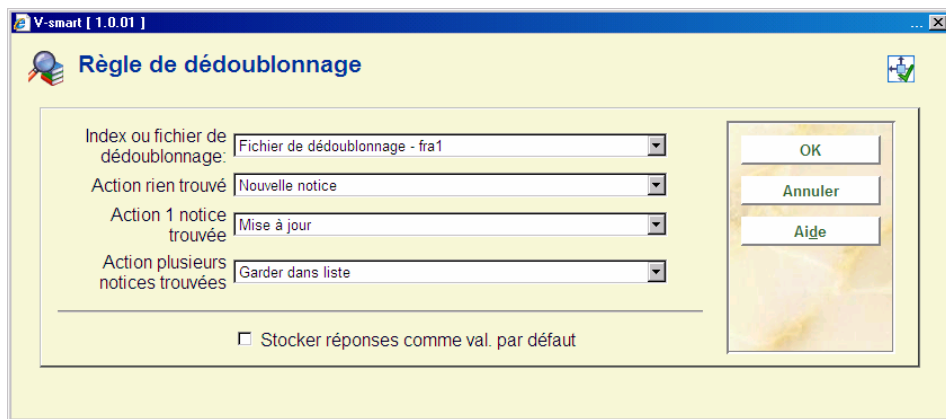 V-smart [ 1.0.01 ]
...
Règle de dédoublonnage
Index ou fichier de
dédoublonnage:
Fichier de dédoublonnage - fra1
Action rien trouvé
Nouvelle notice
Action 1 notice
trouvée
Mise à jour
Action plusieurs
notices trouvées
Garder dans liste
Stocker réponses comme val. par défaut
OK
Annuler
Aide